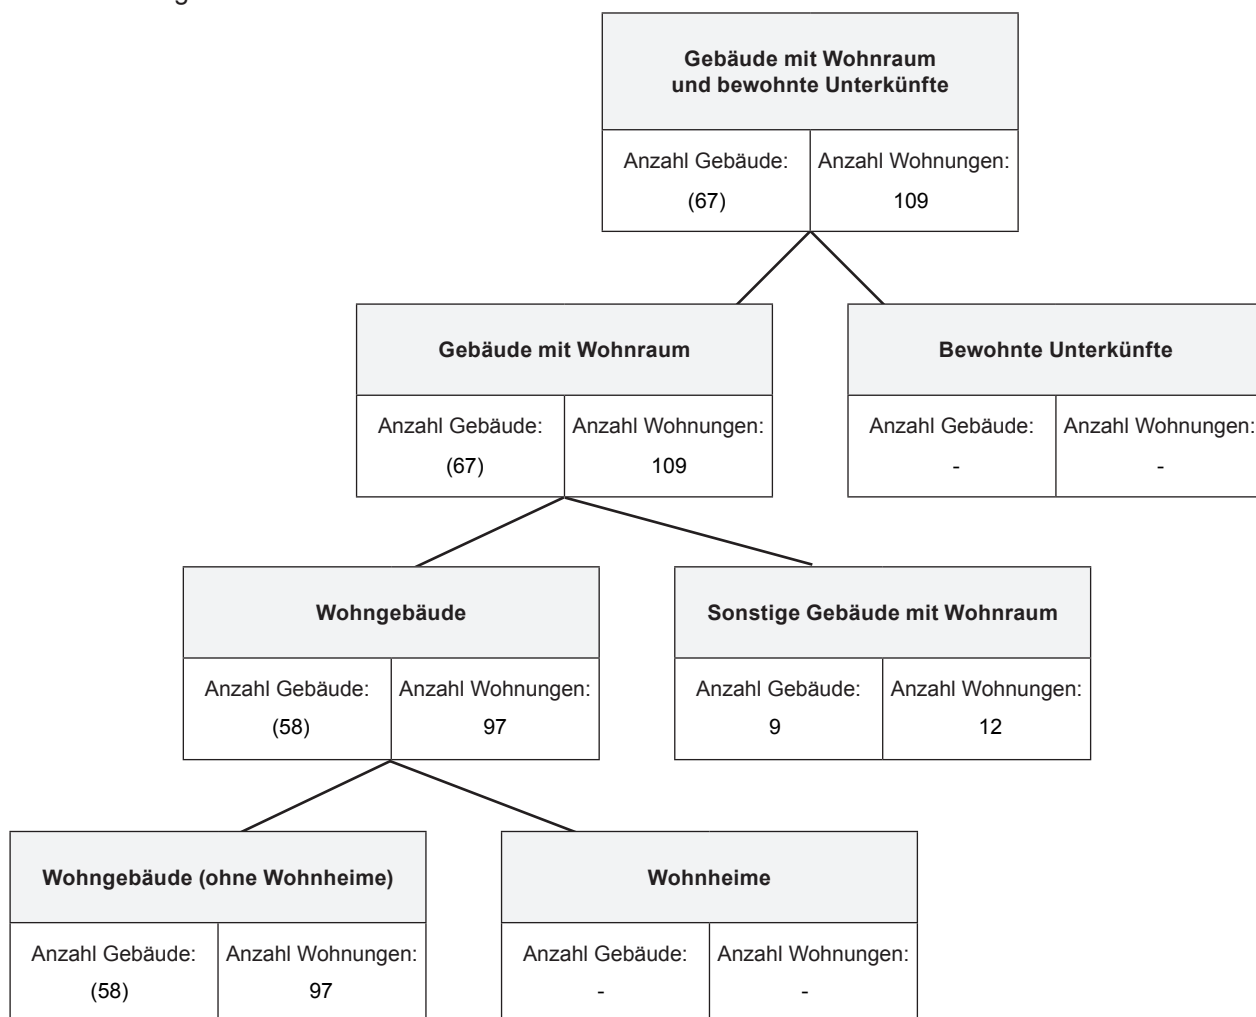 Gebäude mit Wohnraum
und bewohnte Unterkünfte
Anzahl Gebäude: Anzahl Wohnungen:
(67) 109
Gebäude mit Wohnraum
Anzahl Gebäude: Anzahl Wohnungen:
(67) 109
Bewohnte Unterkünfte
Anzahl Gebäude: Anzahl Wohnungen:
- -
Wohngebäude
Anzahl Gebäude: Anzahl Wohnungen:
(58) 97
Sonstige Gebäude mit Wohnraum
Anzahl Gebäude: Anzahl Wohnungen:
9 12
Wohngebäude (ohne Wohnheime)
Anzahl Gebäude: Anzahl Wohnungen:
(58) 97
Wohnheime
Anzahl Gebäude: Anzahl Wohnungen:
- -